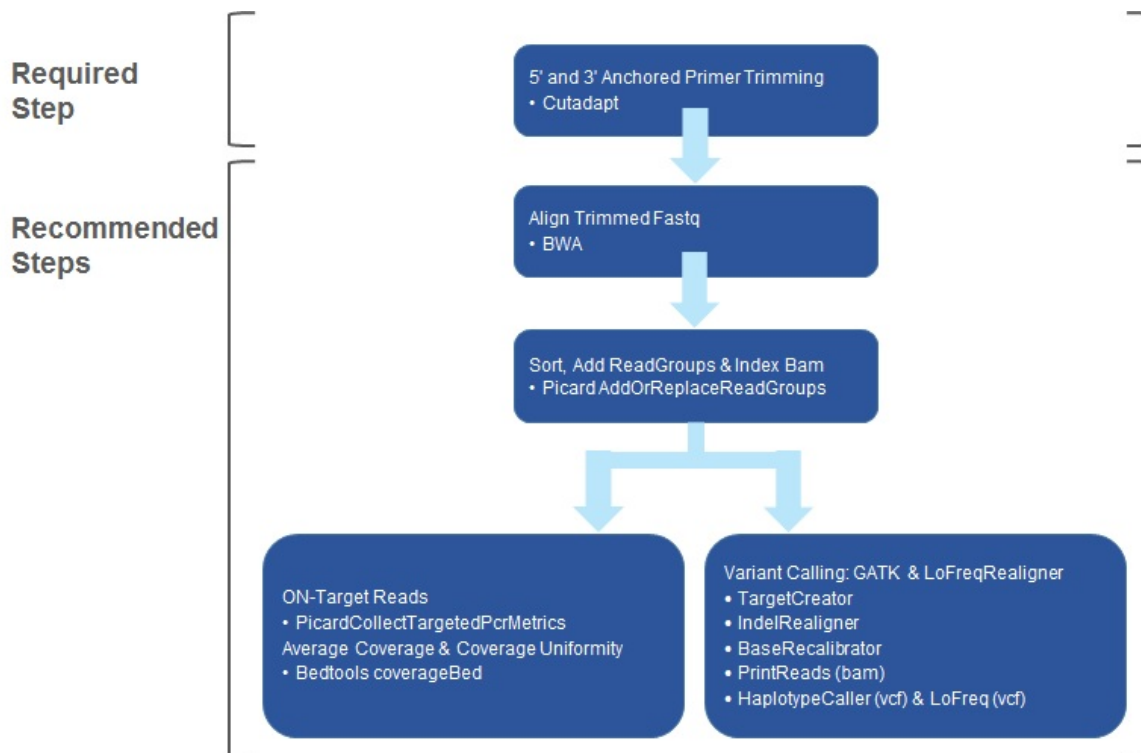 Required
Step
5' and 3' Anchored Primer Trimming
• Cutadapt
Recommended
Steps
Align Trimmed Fastq
• BWA
Sort, Add ReadGroups & Index Bam
• Picard AddOrReplaceReadGroups
ON-Target Reads
• PicardCollectTargetedPcrMetrics
Average Coverage & Coverage Uniformity
• Bedtools coverageBed
Variant Calling: GATK & LoFreqRealigner
• TargetCreator
• IndelRealigner
• BaseRecalibrator
• PrintReads (bam)
• HaplotypeCaller (vcf) & LoFreq (vcf)